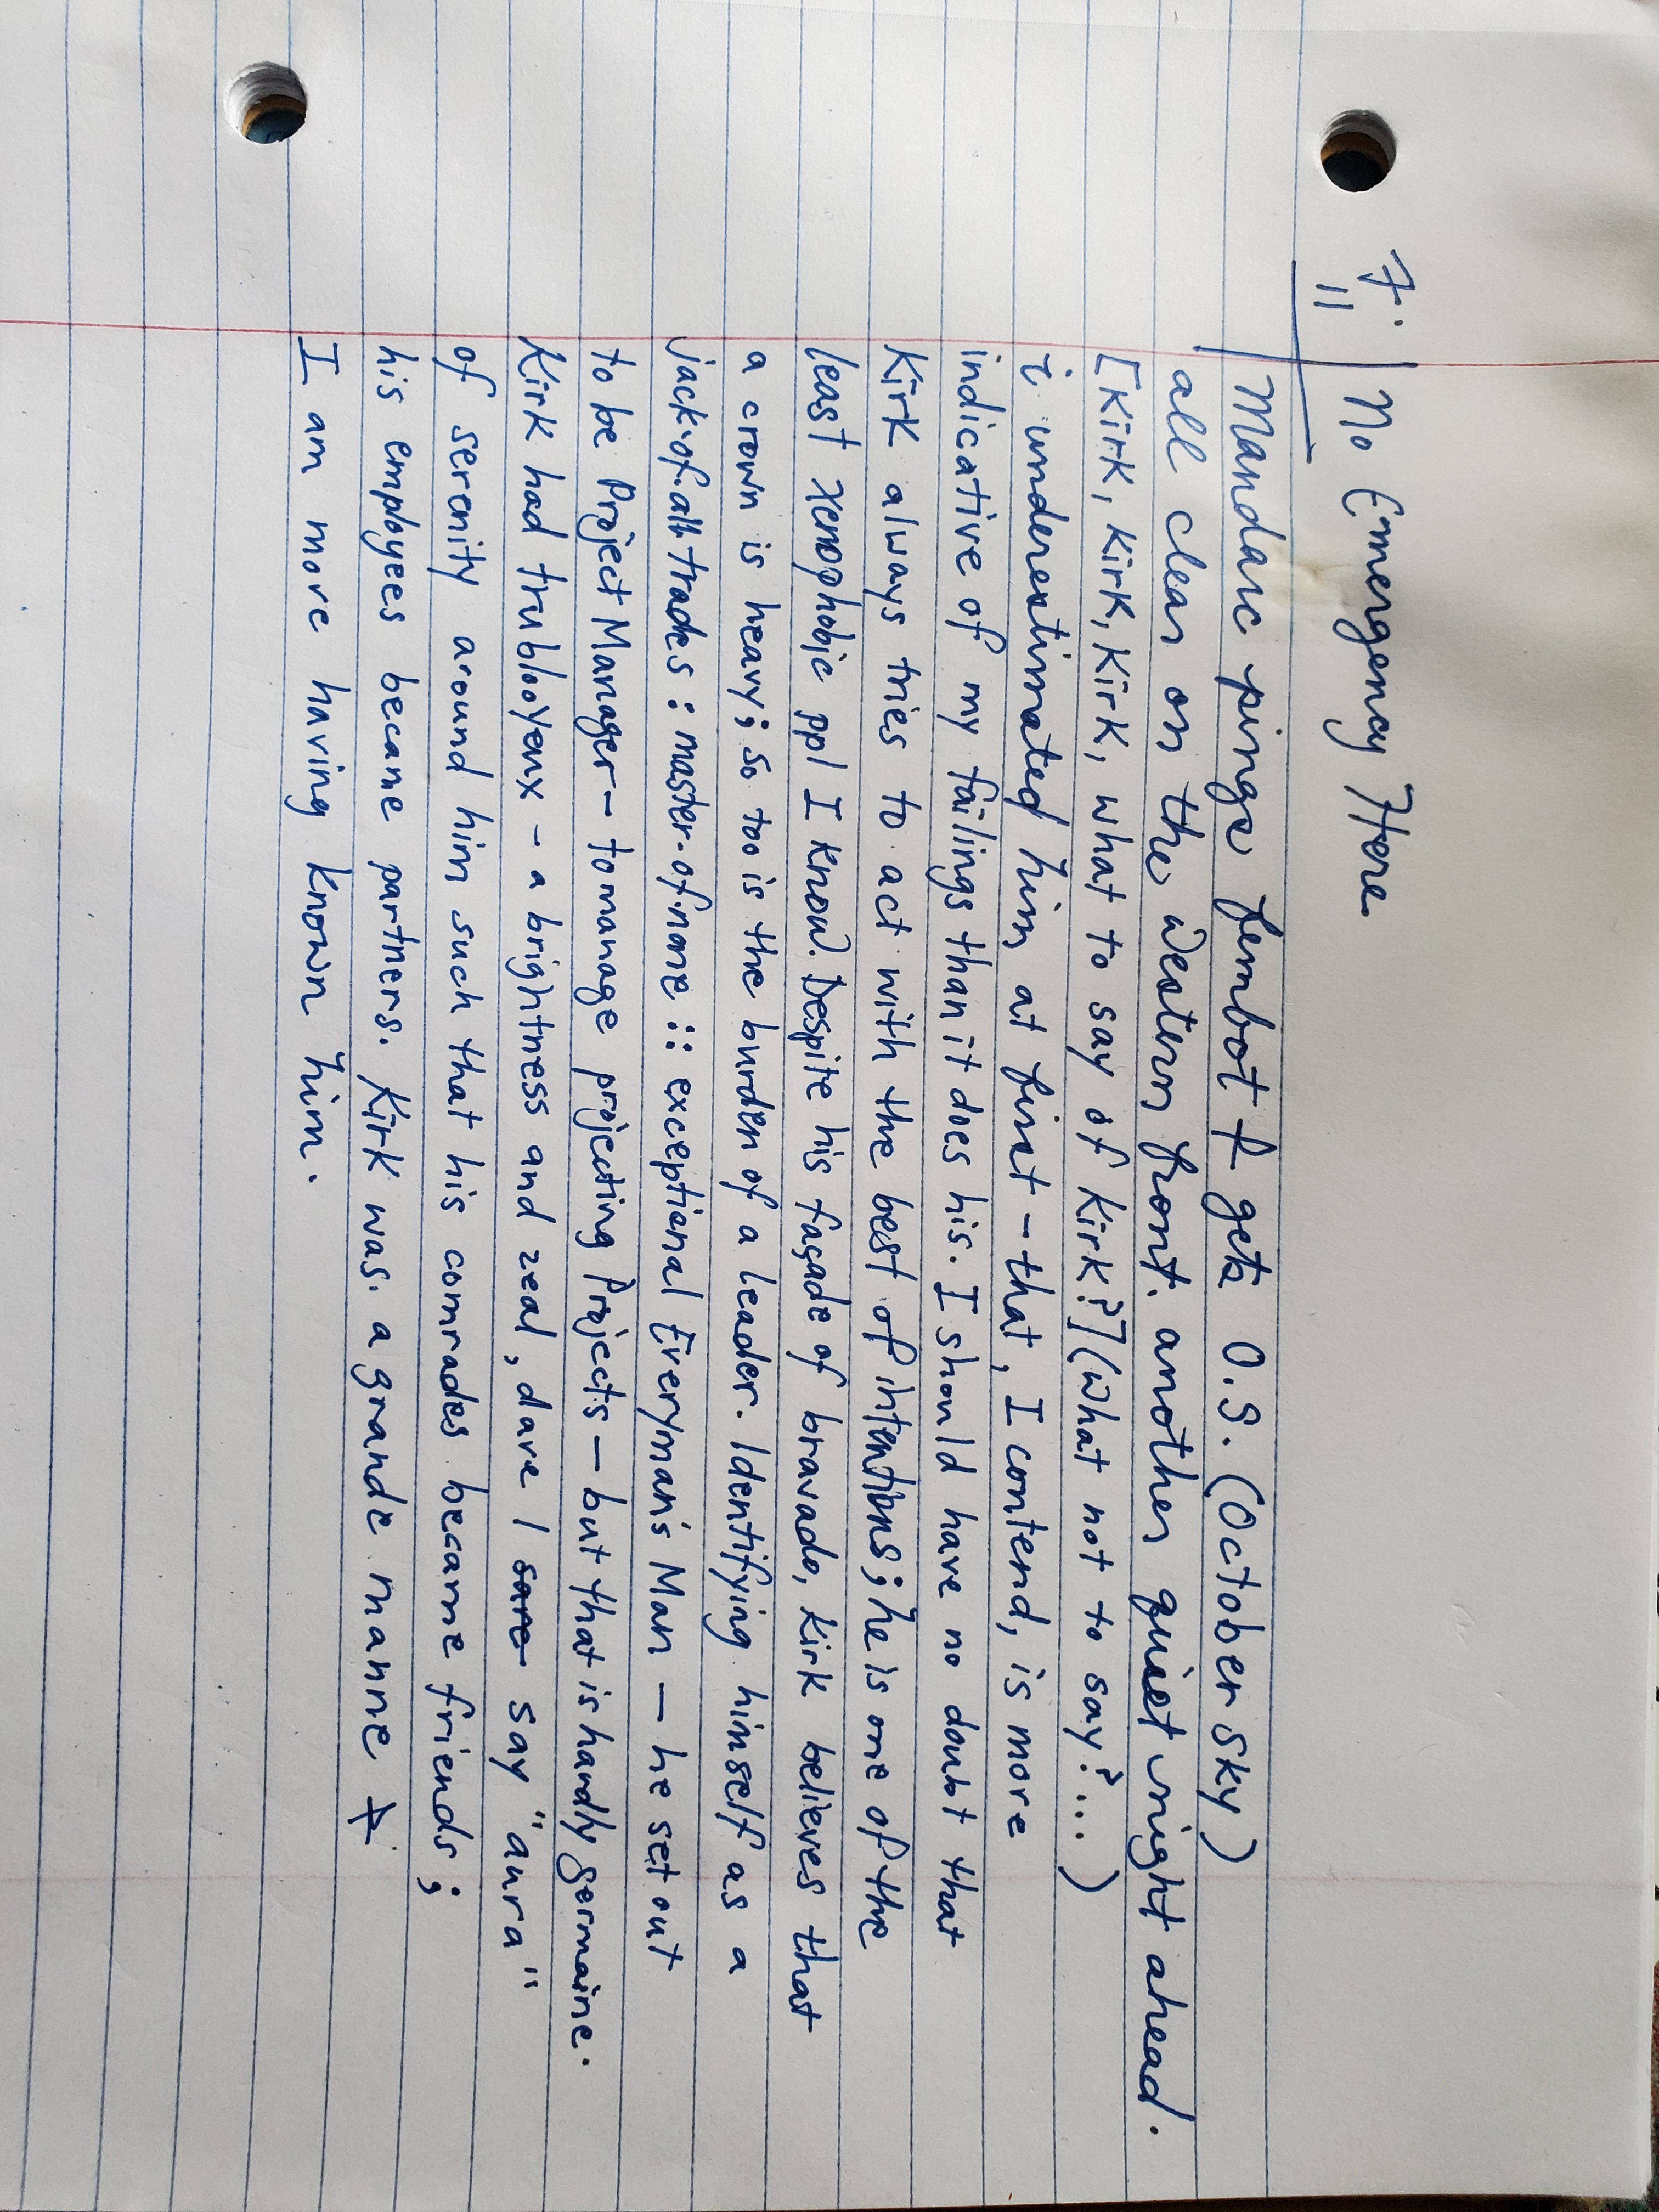 7. No Emergency Here
Mandarc pings fembot & gets O.S. (October sky)
all clear on the Western front. another quiet night ahead.
[Kirk, Kirk, Kirk, what to say of Kirk?] (What not to say?...)
i underestimated him at first -- that, I contend, is more
indicative of my failings than it does his. I should have no doubt that
Kirk always tries to act with the best of intentions; he is one of the
least xenophobic ppl I know. Despite his façade of bravado, Kirk believes that
a crown is heavy; so too is the burden of a leader. Identifying himself as a
jack-of-all-trades : master-of-none :: exceptional Everyman's Man — he set out
to be Project Manager -- to manage projecting Projects — but that is hardly germaine.
Kirk had trublooyeux - a brightness and zeal, dare I sare say "aura"
of serenity around him such that his comrades became friends;
his employees became partners. Kirk was. a grande manne &
I am more having known him.